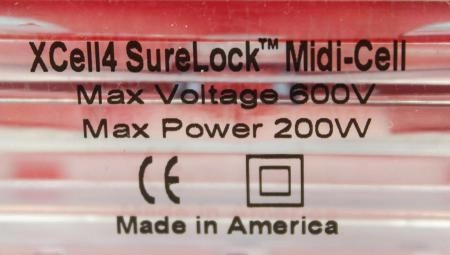 XCell4 SureLock™ Midi-Cell
Max Voltage 600V
Max Power 200W
CE
Made in America